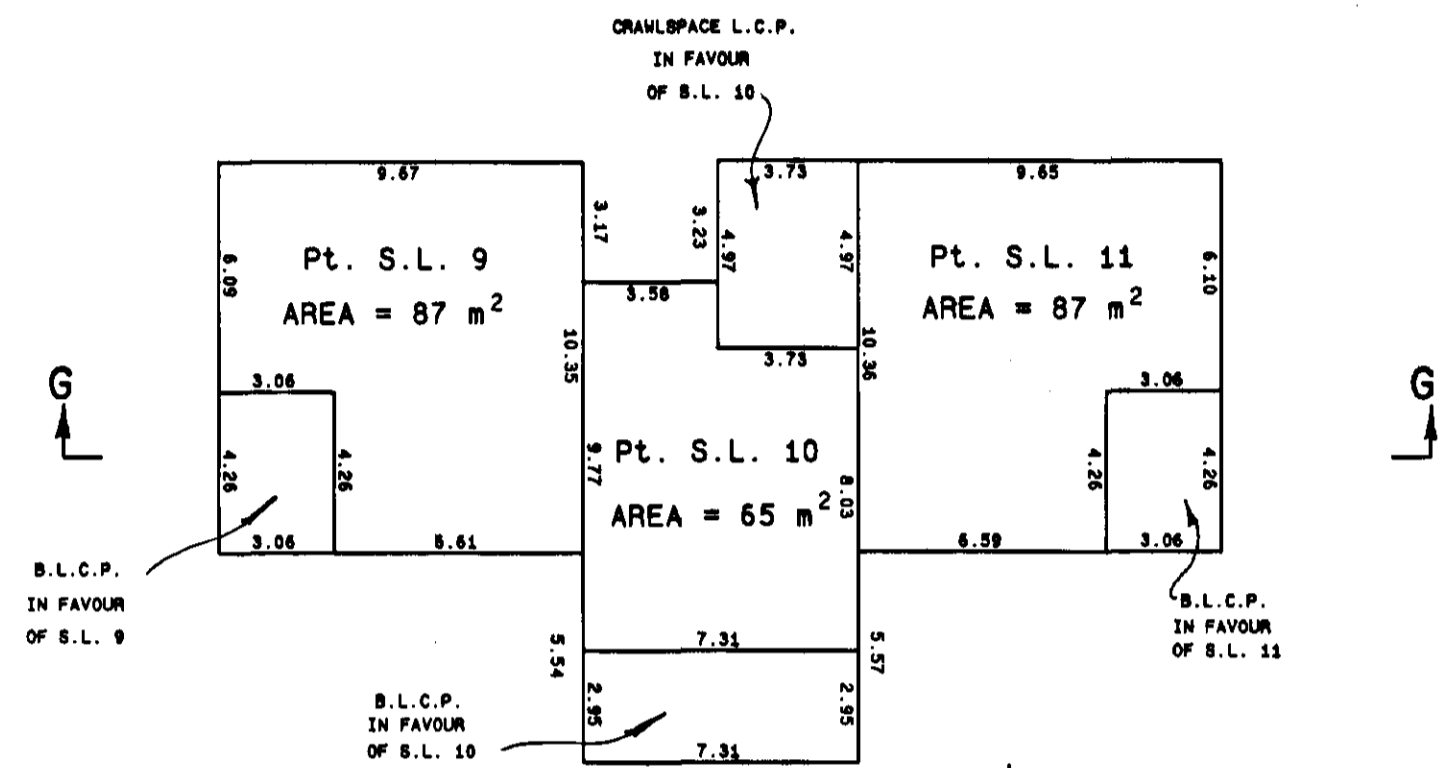 CRAWLSPACE L.C.P.
IN FAVOUR
OF S.L. 10
9.67
3.73
9.65
3.17
3.23
4.97
4.97
6.09
Pt. S.L. 9
AREA = 87 m²
Pt. S.L. 11
AREA = 87 m²
6.10
3.58
10.35
3.73
10.36
G
3.06
3.06
G
4.26
4.26
9.77
Pt. S.L. 10
AREA = 65 m²
8.03
4.26
4.26
3.06
6.61
6.59
3.06
B.L.C.P.
IN FAVOUR
OF S.L. 9
B.L.C.P.
IN FAVOUR
OF S.L. 11
5.54
7.31
5.57
B.L.C.P.
IN FAVOUR
OF S.L. 10
2.95
2.95
7.31